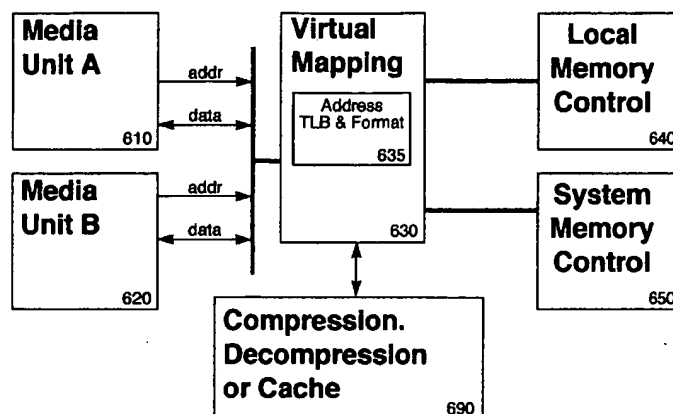 Media
Unit A
addr
data
610
Media
Unit B
addr
data
620
Virtual
Mapping
Address
TLB & Format
635
630
Local
Memory
Control
640
System
Memory
Control
650
Compression.
Decompression
or Cache
690